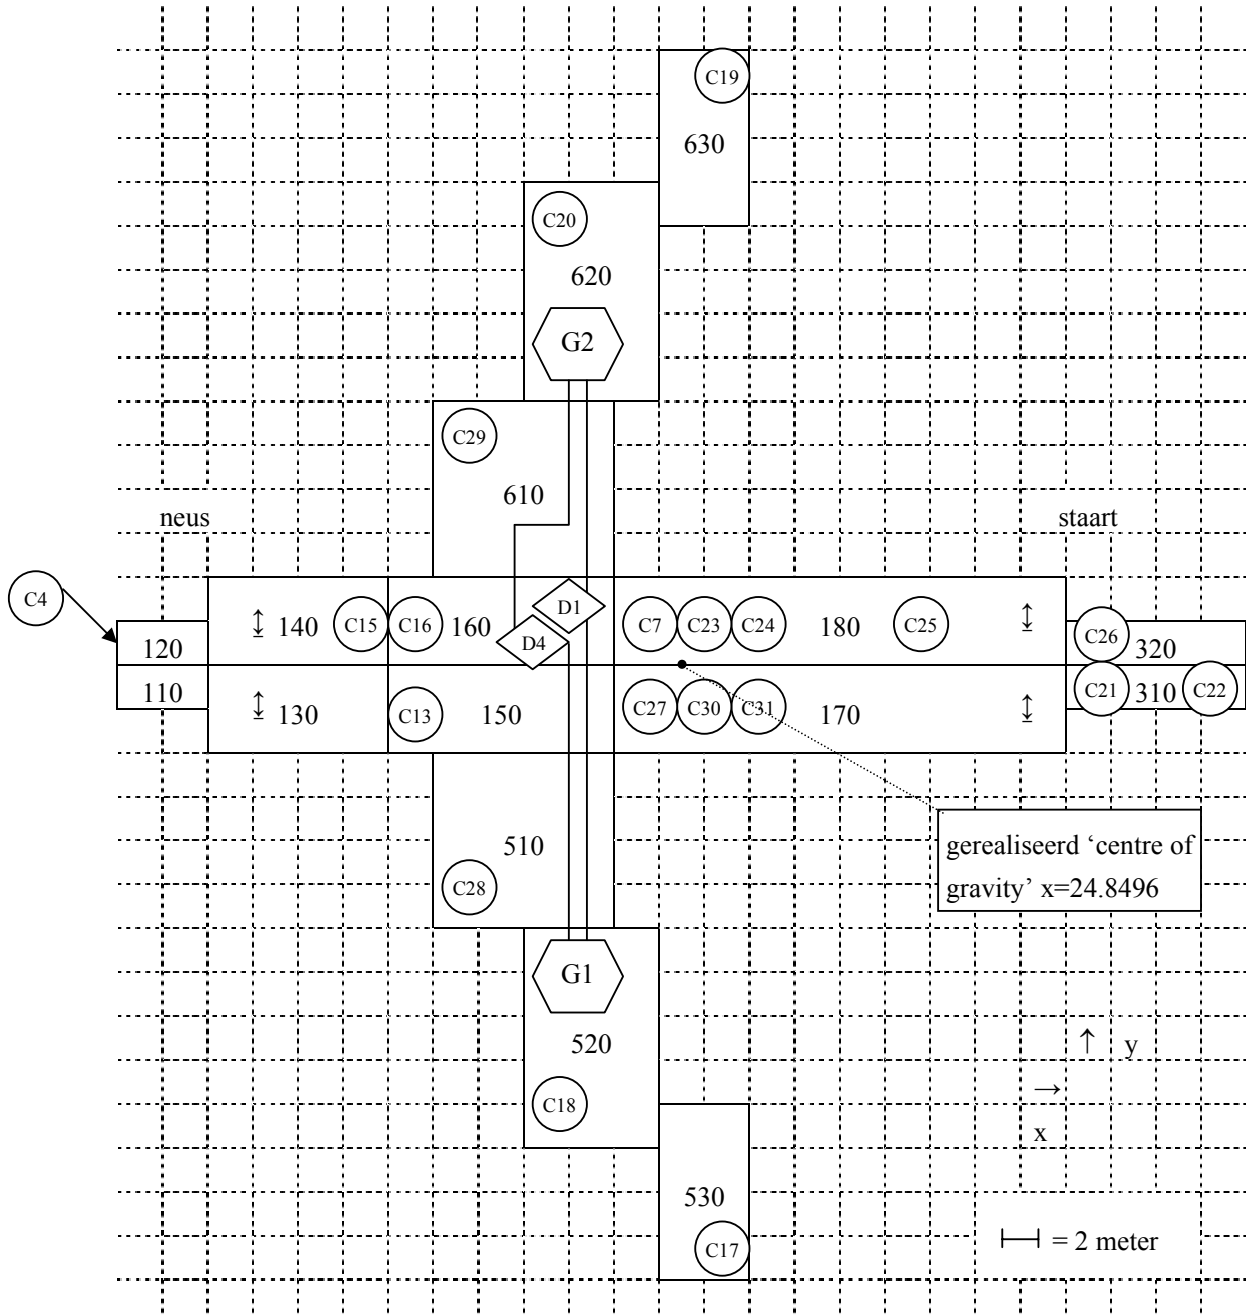 C19
630
C20
620
G2
C29
610
neus
staart
C4
120
140
C15
C16
160
D1
D4
C7
C23
C24
180
C25
C26
320
110
130
C13
150
C27
C30
C31
170
C21
310
C22
510
C28
gerealiseerd ‘centre of
gravity’ x=24.8496
G1
520
C18
↑ y
→
x
530
C17
= 2 meter